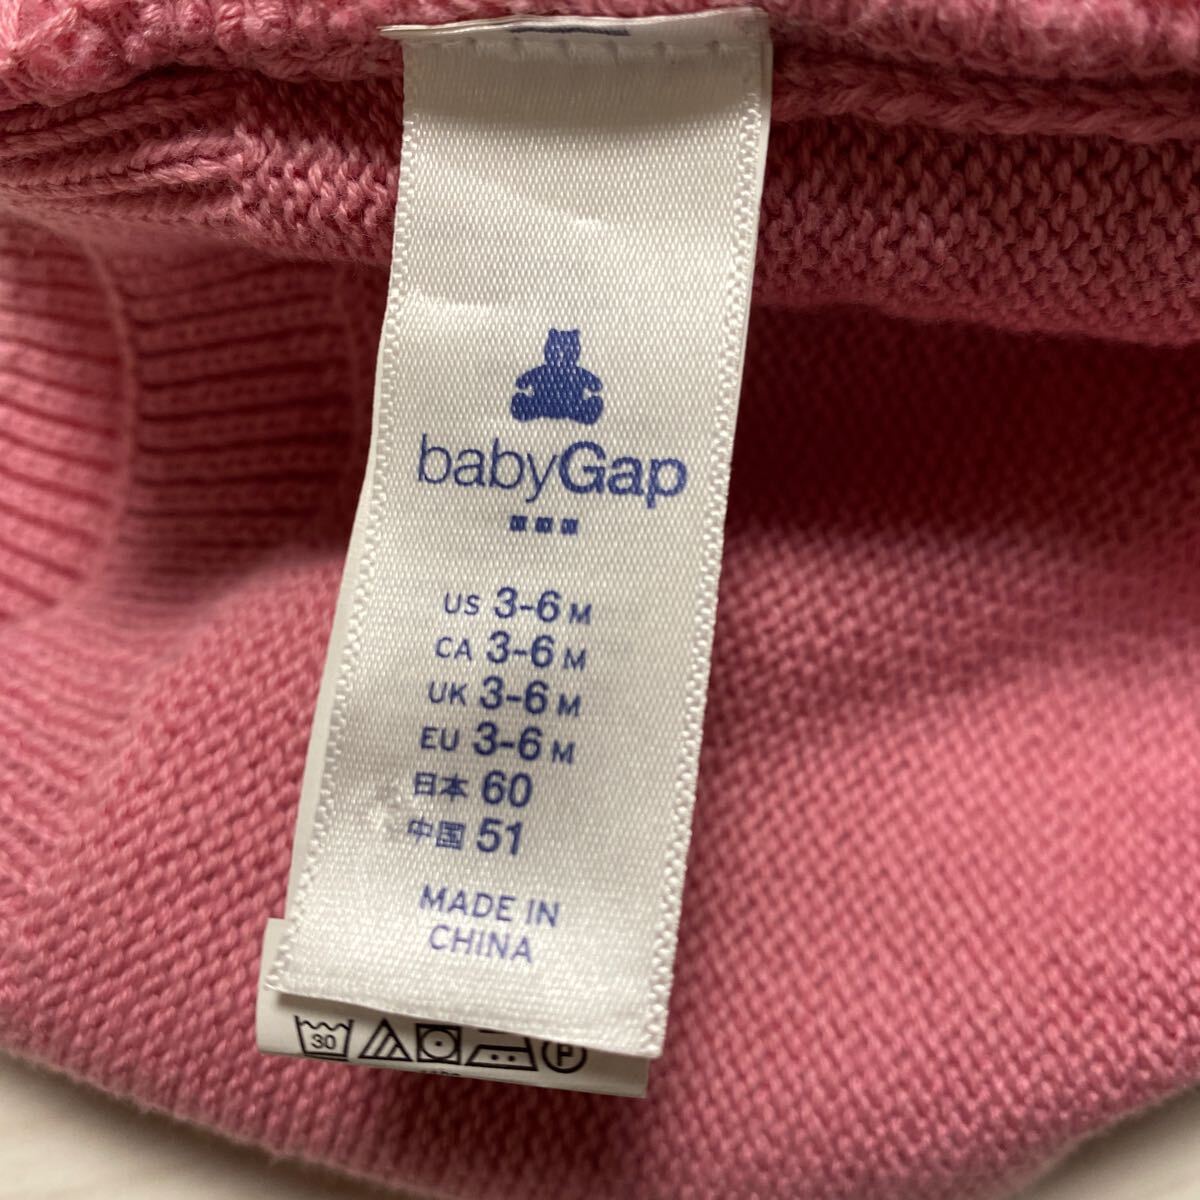 babyGap
US 3-6 M
CA 3-6 M
UK 3-6 M
EU 3-6 M
日本 60
中国 51
MADE IN
CHINA
30
P